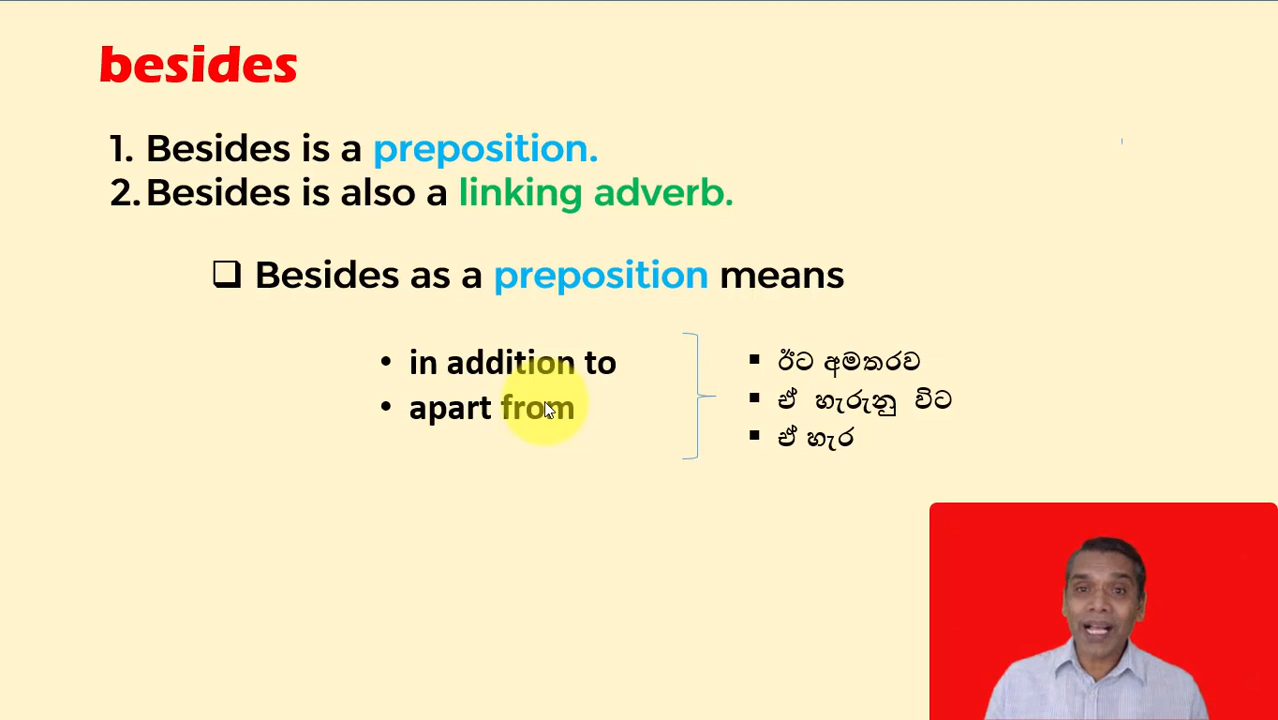 besides
1. Besides is a preposition.
2. Besides is also a linking adverb.
Besides as a preposition means
• in addition to
• apart from
▪ ඊට අමතරව
▪ ඒ හැරුනු විට
▪ ඒ හැර